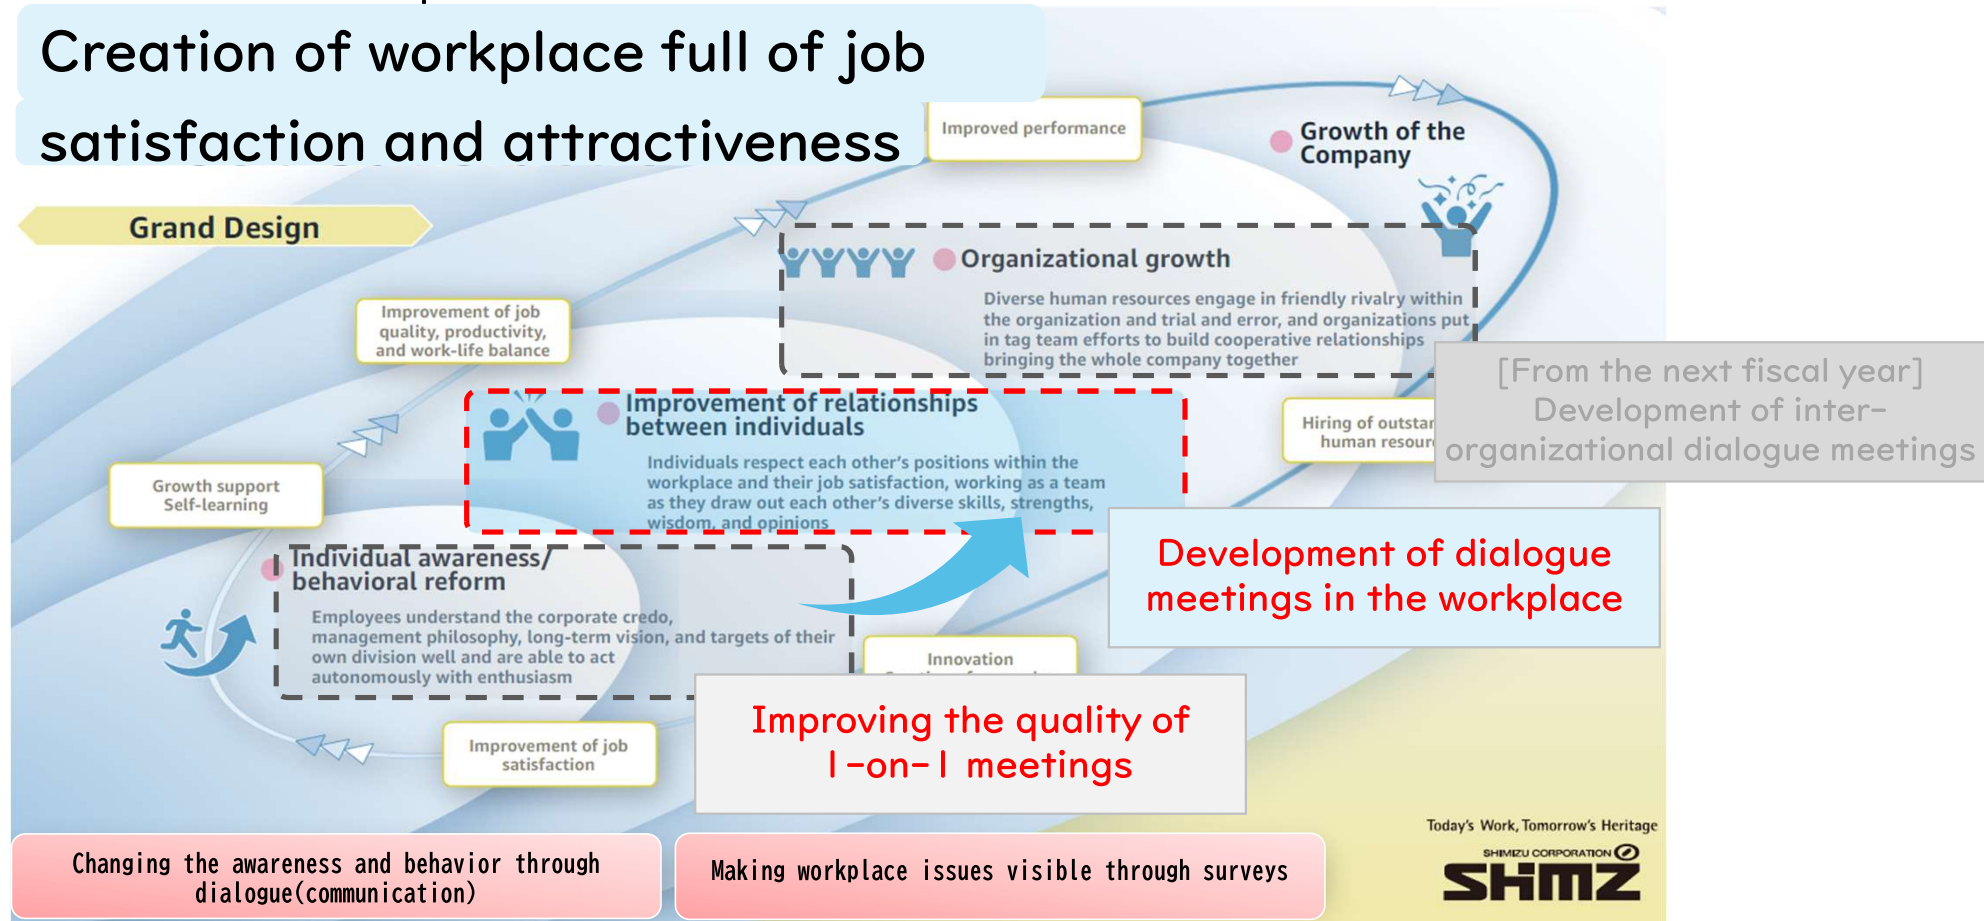 Creation of workplace full of job
satisfaction and attractiveness
Grand Design
Improved performance
Growth of the
Company
Organizational growth
Diverse human resources engage in friendly rivalry within
the organization and trial and error, and organizations put
in tag team efforts to build cooperative relationships
bringing the whole company together
Improvement of job
quality, productivity,
and work-life balance
[From the next fiscal year]
Development of inter-
organizational dialogue meetings
Improvement of relationships
between individuals
Individuals respect each other's positions within the
workplace and their job satisfaction, working as a team
as they draw out each other's diverse skills, strengths,
wisdom, and opinions
Hiring of
human
Growth support
Self-learning
Development of dialogue
meetings in the workplace
Individual awareness/
behavioral reform
Employees understand the corporate credo,
management philosophy, long-term vision, and targets of their
own division well and are able to act
autonomously with enthusiasm
Innovation
Improving the quality of
1-on-1 meetings
Improvement of job
satisfaction
Changing the awareness and behavior through
dialogue(communication)
Making workplace issues visible through surveys
Today's Work, Tomorrow's Heritage
SHIMIZU CORPORATION
SHIMZ